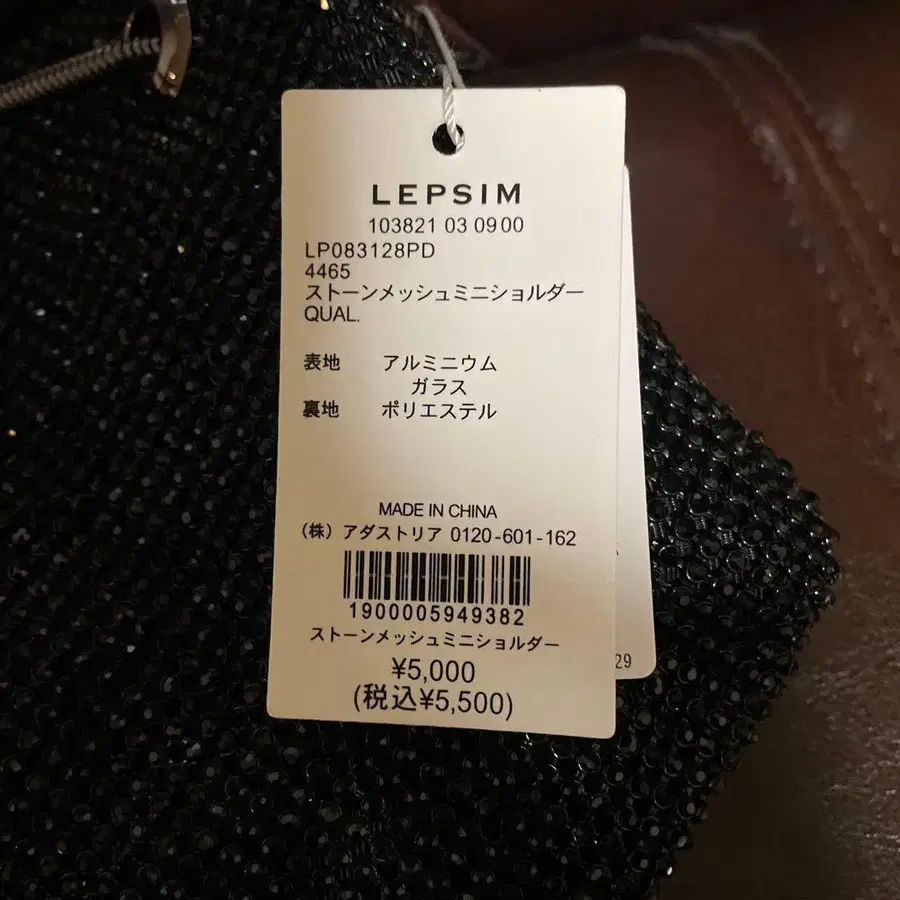 LEPSIM
103821 03 0900
LP083128PD
4465
ストーンメッシュミニショルダー
QUAL.
表地 アルミニウム
ガラス
裏地 ポリエステル
MADE IN CHINA
(株) アダストリア 0120-601-162
1900005949382
ストーンメッシュミニショルダー
¥5,000
(税込¥5,500)
29